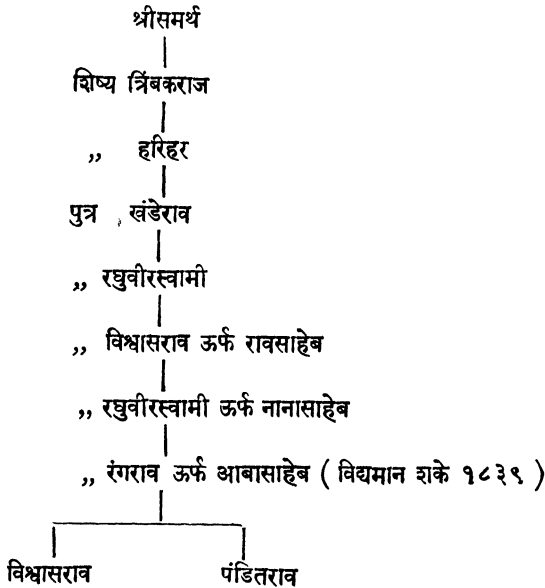 श्रीसमर्थ
शिष्य त्रिंबकराज
,, हरिहर
पुत्र खंडेराव
,, रघुवीरस्वामी
,, विश्वासराव ऊर्फ रावसाहेब
,, रघुवीरस्वामी ऊर्फ नानासाहेब
,, रंगराव ऊर्फ आबासाहेब ( विद्यमान शके १८३९ )
विश्वासराव पंडितराव